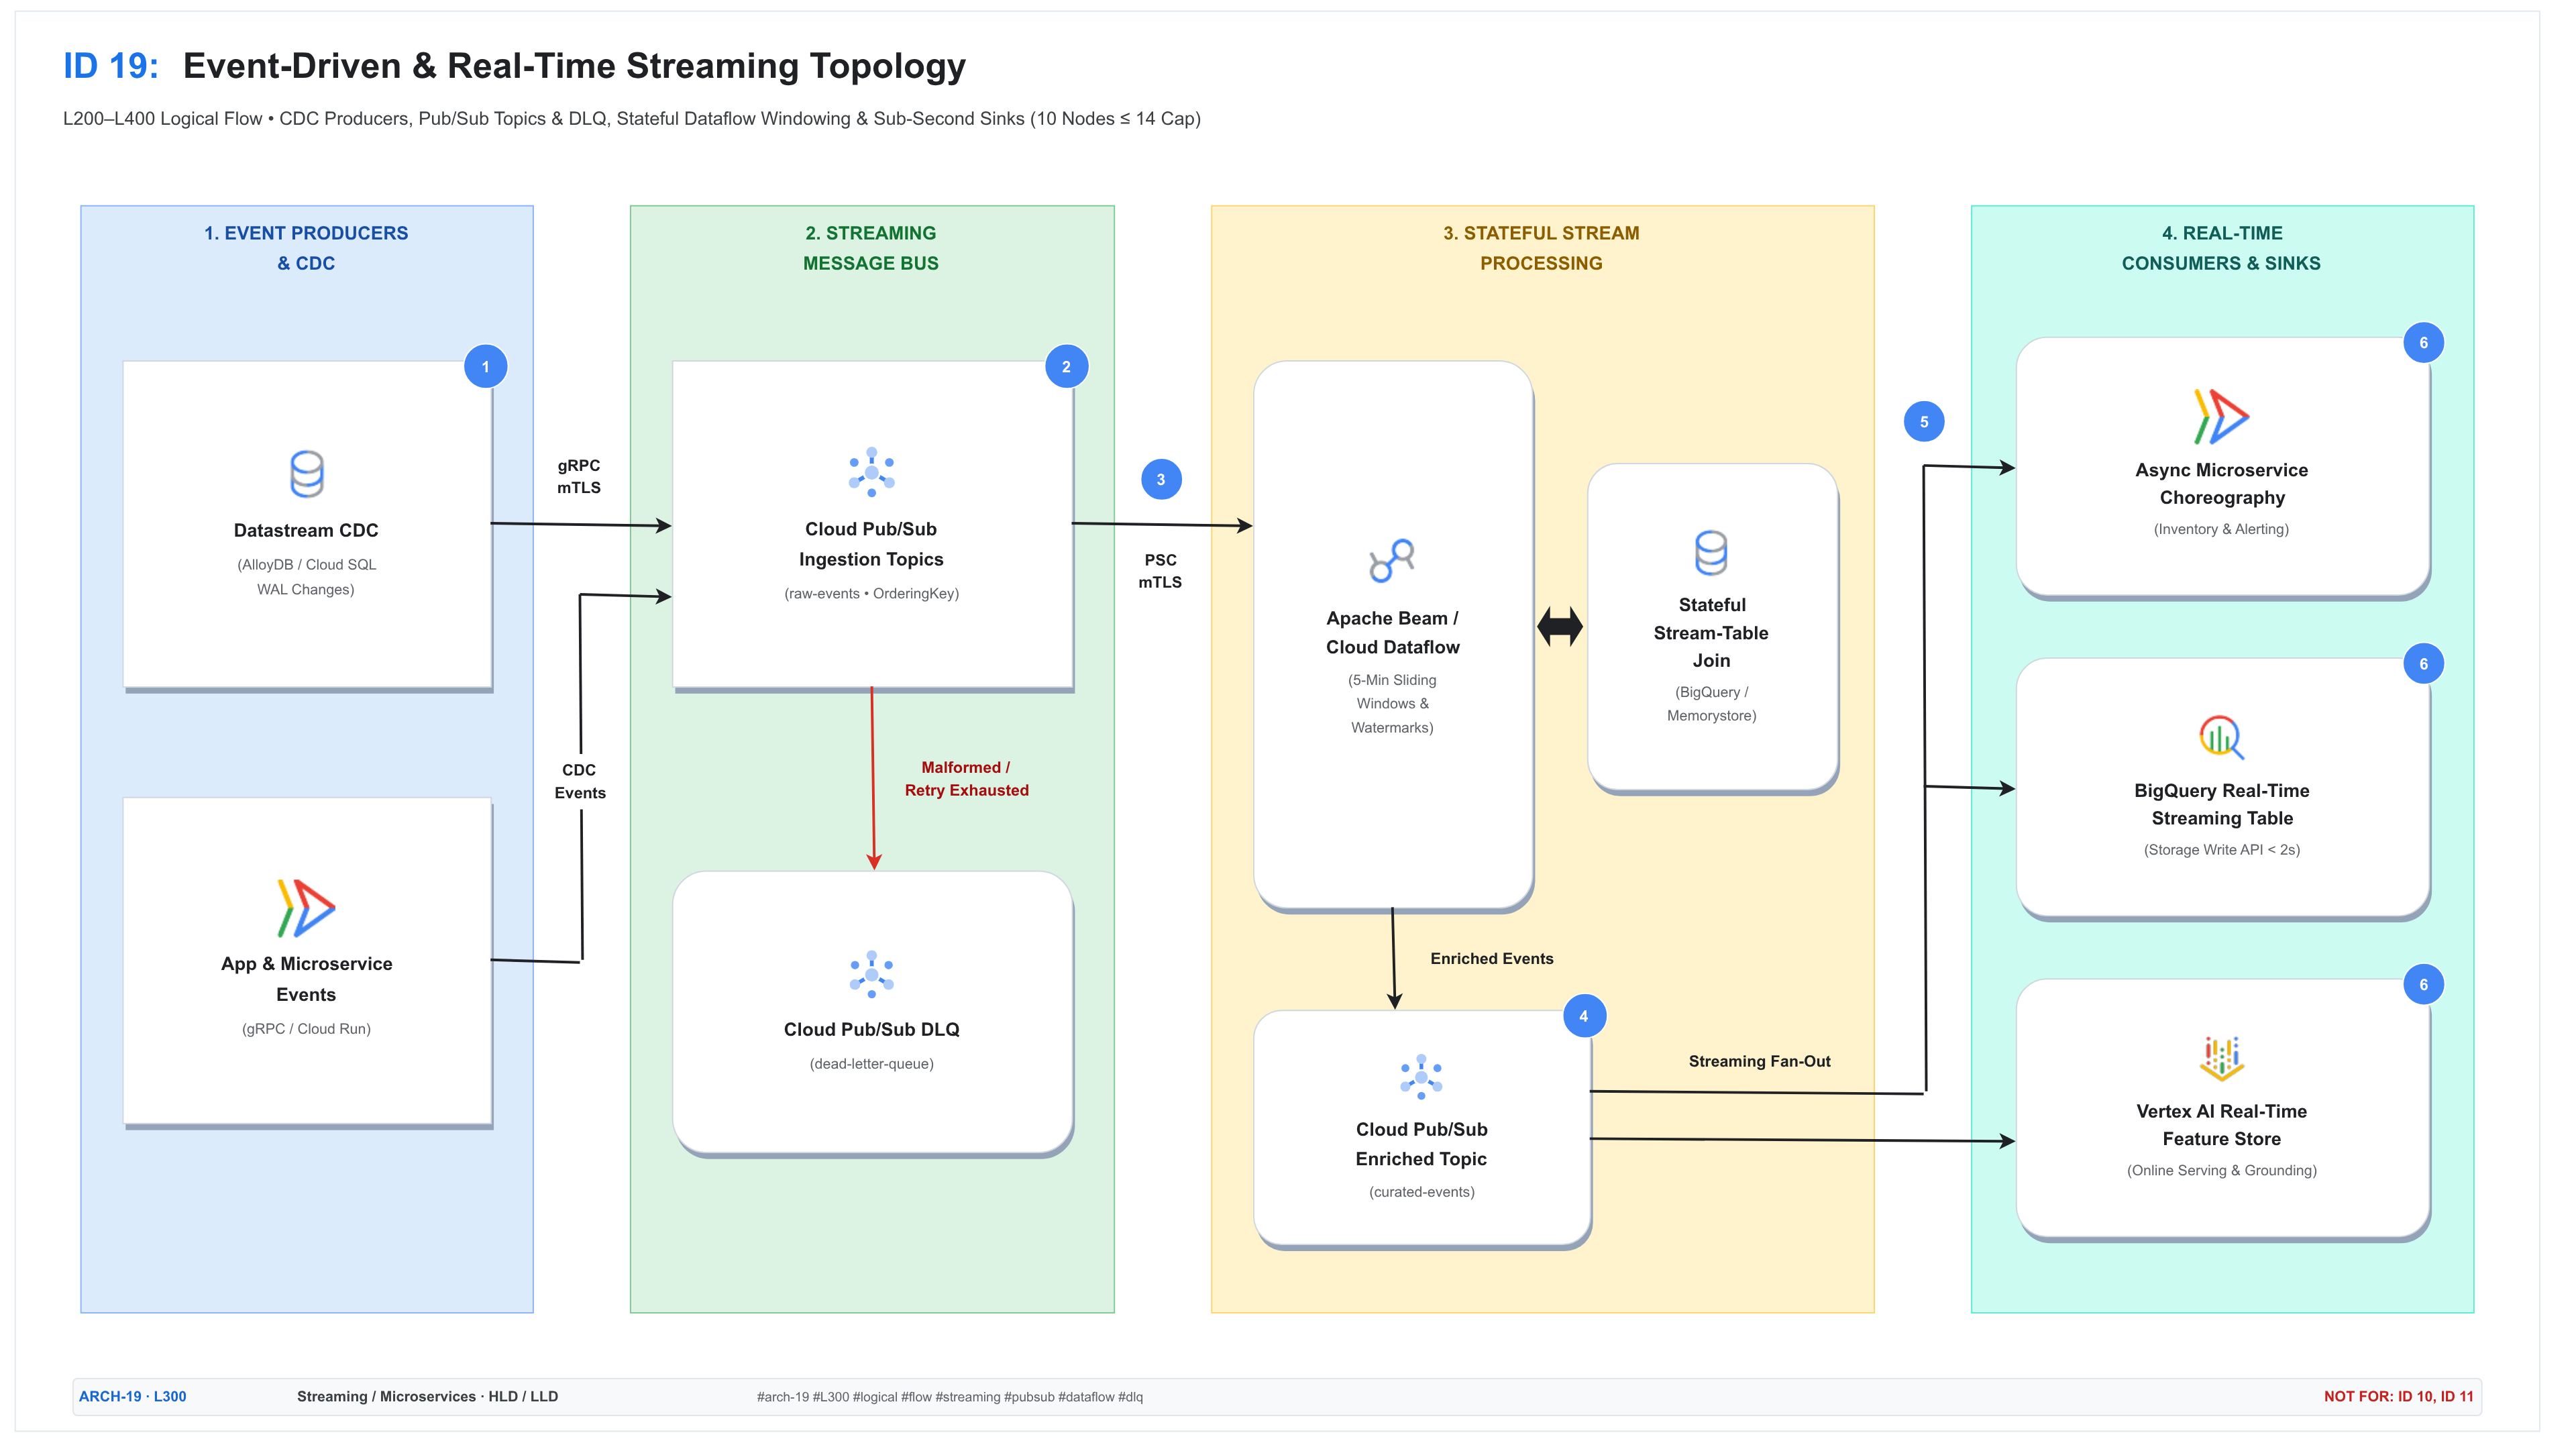 ID 19: Event-Driven & Real-Time Streaming Topology
L200–L400 Logical Flow • CDC Producers, Pub/Sub Topics & DLQ, Stateful Dataflow Windowing & Sub-Second Sinks (10 Nodes ≤ 14 Cap)
1. EVENT PRODUCERS
& CDC
1
Datastream CDC
(AlloyDB / Cloud SQL
WAL Changes)
App & Microservice
Events
(gRPC / Cloud Run)
gRPC
mTLS
CDC
Events
2. STREAMING
MESSAGE BUS
2
Cloud Pub/Sub
Ingestion Topics
(raw-events • OrderingKey)
Malformed /
Retry Exhausted
Cloud Pub/Sub DLQ
(dead-letter-queue)
3
PSC
mTLS
3. STATEFUL STREAM
PROCESSING
Apache Beam /
Cloud Dataflow
(5-Min Sliding
Windows &
Watermarks)
Stateful
Stream-Table
Join
(BigQuery /
Memorystore)
Enriched Events
4
Cloud Pub/Sub
Enriched Topic
(curated-events)
Streaming Fan-Out
5
4. REAL-TIME
CONSUMERS & SINKS
6
Async Microservice
Choreography
(Inventory & Alerting)
6
BigQuery Real-Time
Streaming Table
(Storage Write API < 2s)
6
Vertex AI Real-Time
Feature Store
(Online Serving & Grounding)
ARCH-19 · L300
Streaming / Microservices · HLD / LLD
#arch-19 #L300 #logical #flow #streaming #pubsub #dataflow #dlq
NOT FOR: ID 10, ID 11